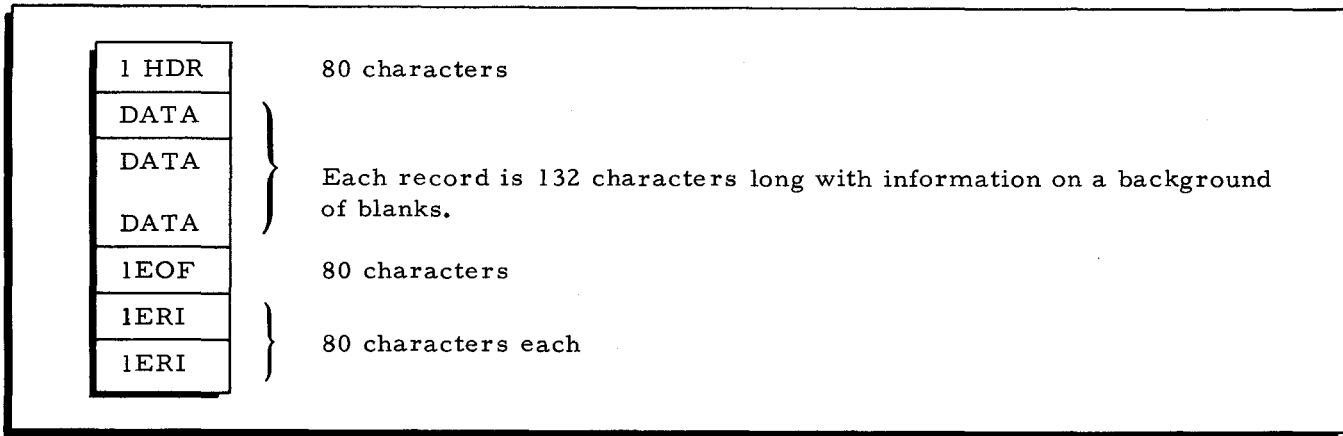 1 HDR 80 characters
DATA
DATA
Each record is 132 characters long with information on a background
of blanks.
DATA
1EOF 80 characters
1ERI
80 characters each
1ERI